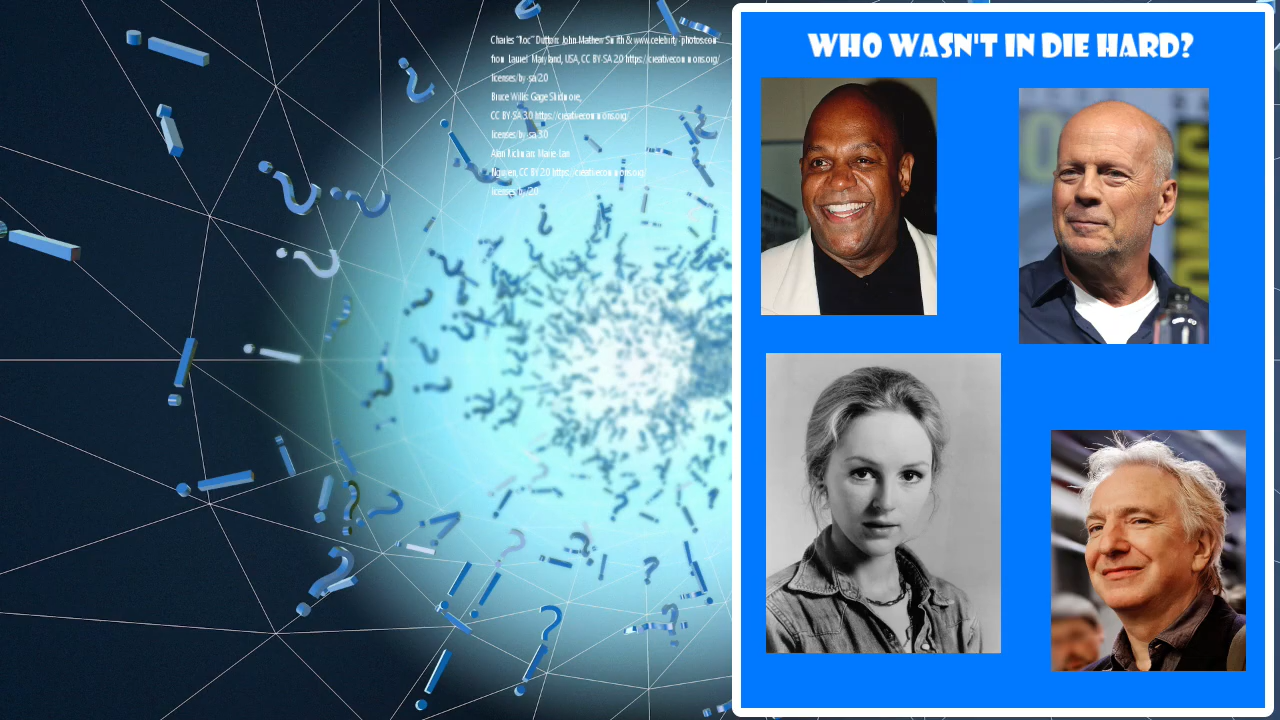 Charles "Roc" Dutton: John Mathew Smith & www.celebrity-photos.com
from Laurel Maryland, USA, CC BY-SA 2.0 https://creativecommons.org/
licenses/by-sa/2.0
Bruce Willis: Gage Skidmore,
CC BY-SA 3.0 https://creativecommons.org/
licenses/by-sa/3.0
Alan Rickman: Marie-Lan
Nguyen, CC BY 2.0 https://creativecommons.org/
licenses/by/2.0
WHO WASN'T IN DIE HARD?